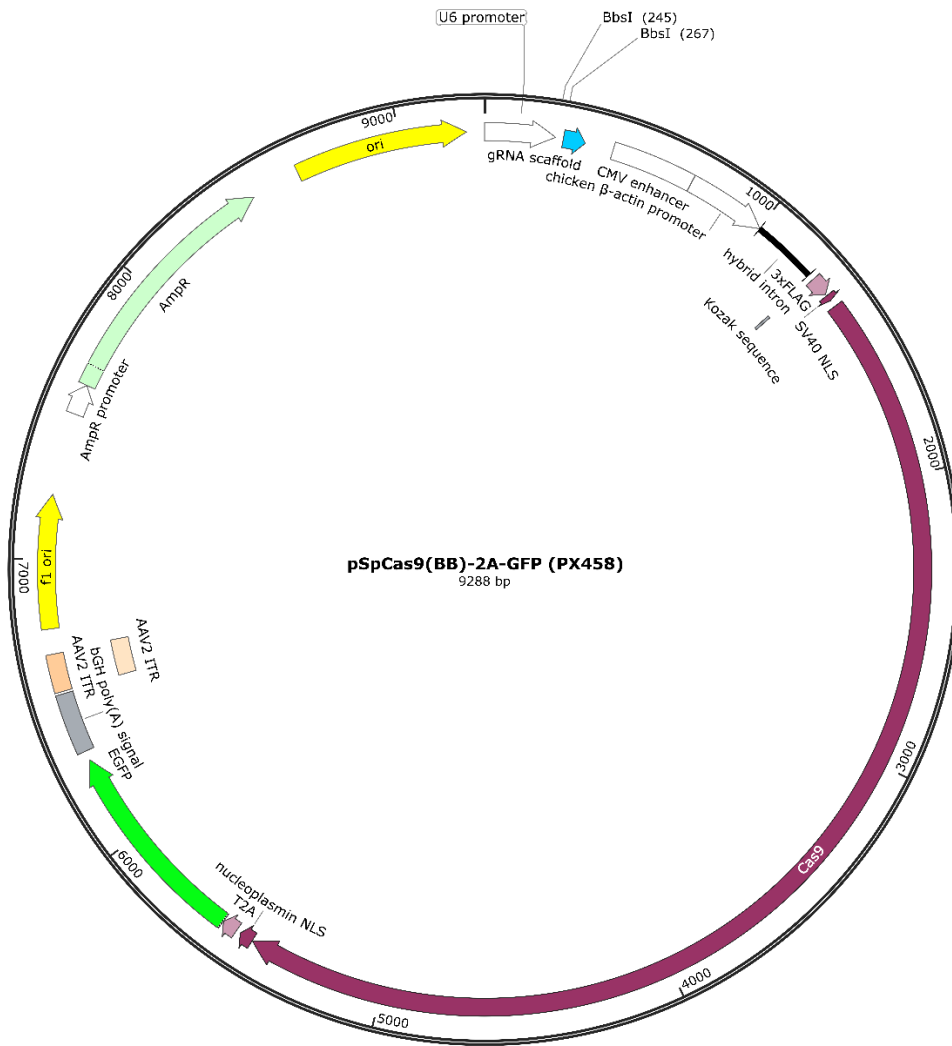 U6 promoter
BbsI (245)
BbsI (267)
gRNA scaffold
CMV enhancer
chicken β-actin promoter
1000
hybrid intron
3xFLAG
SV40 NLS
Kozak sequence
2000
3000
Cas9
4000
5000
nucleoplasmin NLS
T2A
6000
EGFP
bGH poly(A) signal
AAV2 ITR
AAV2 ITR
f1 ori
7000
AmpR promoter
AmpR
8000
ori
9000
pSpCas9(BB)-2A-GFP (PX458)
9288 bp